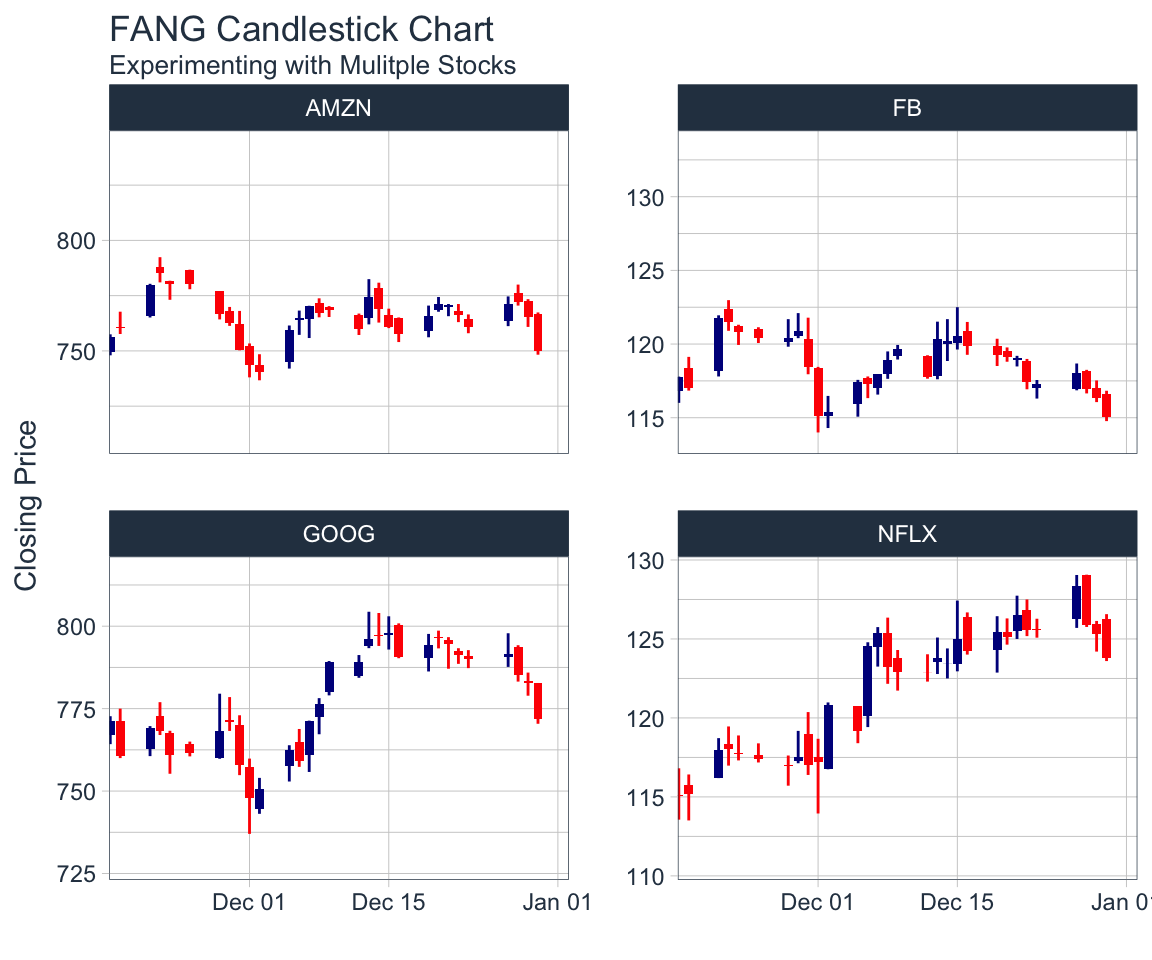 FANG Candlestick Chart
Experimenting with Mulitple Stocks
AMZN
FB
800
750
130
125
120
115
Closing Price
GOOG
NFLX
800
775
750
725
130
125
120
115
110
Dec 01
Dec 15
Jan 01
Dec 01
Dec 15
Jan 0